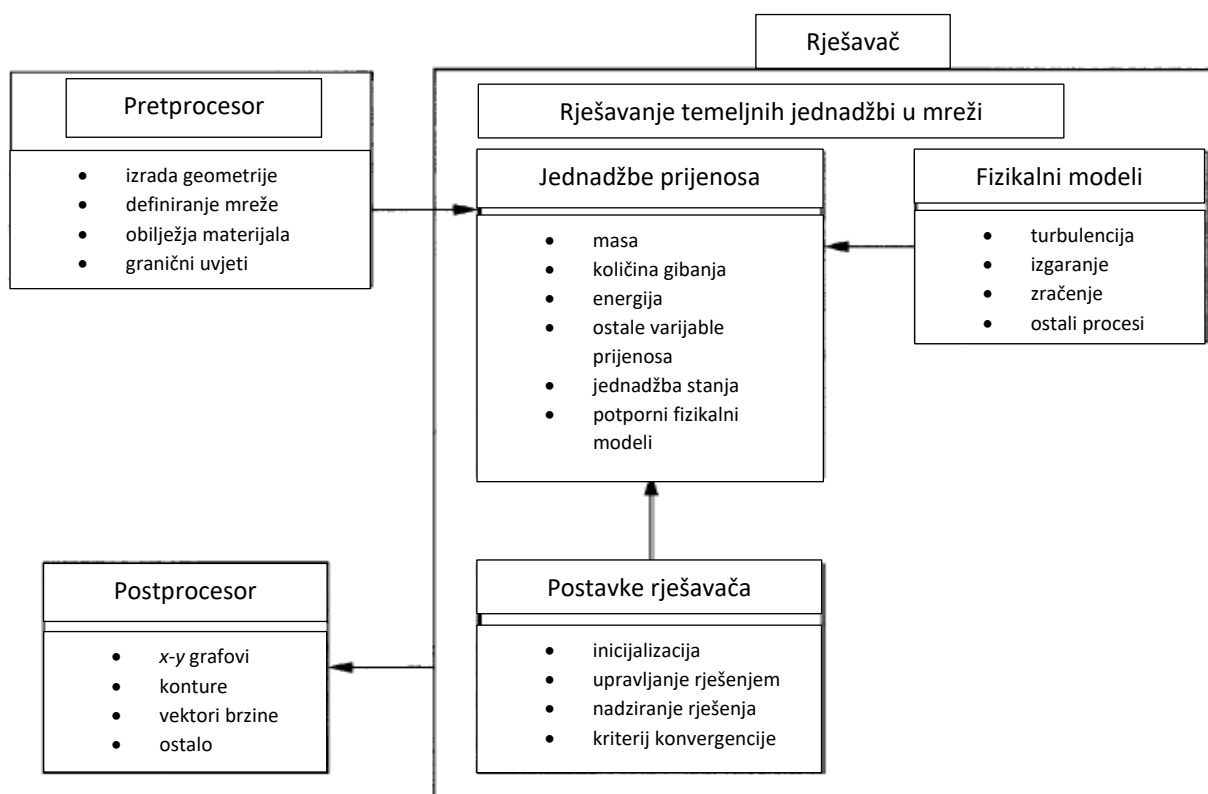 Rješavač
Pretprocesor
• izrada geometrije
• definiranje mreže
• obilježja materijala
• granični uvjeti
Rješavanje temeljnih jednadžbi u mreži
Jednadžbe prijenosa
• masa
• količina gibanja
• energija
• ostale varijable
prijenosa
• jednadžba stanja
• potporni fizikalni
modeli
Fizikalni modeli
• turbulencija
• izgaranje
• zračenje
• ostali procesi
Postprocesor
• x-y grafovi
• konture
• vektori brzine
• ostalo
Postavke rješavača
• inicijalizacija
• upravljanje rješenjem
• nadziranje rješenja
• kriterij konvergencije